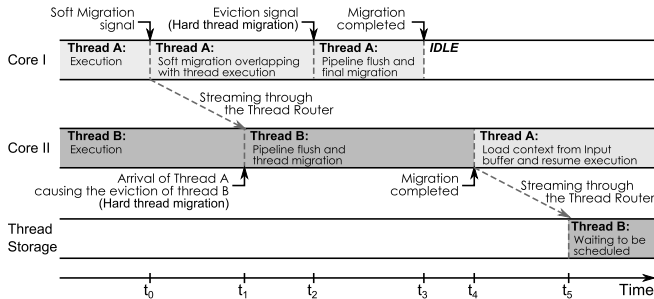 Soft Migration
signal
Eviction signal
(Hard thread migration)
Migration
completed
Core I
Thread A:
Execution
Thread A:
Soft migration overlapping
with thread execution
Thread A:
Pipeline flush and
final migration
IDLE
Streaming through
the Thread Router
Core II
Thread B:
Execution
Thread B:
Pipeline flush and
thread migration
Thread A:
Load context from Input
buffer and resume execution
Arrival of Thread A
causing the eviction of thread B
(Hard thread migration)
Migration
completed
Streaming through
the Thread Router
Thread
Storage
Thread B:
Waiting to be
scheduled
t0
t1
t2
t3
t4
t5
Time